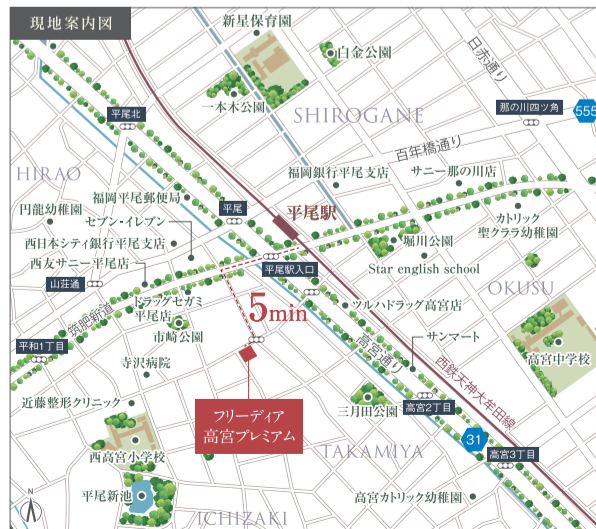 現地案内図
新星保育園
白金公園
日赤通り
一本木公園
SHIROGANE
那の川四ツ角
555
平尾北
百年橋通り
HIRAO
福岡銀行平尾支店
サニー那の川店
福岡平尾郵便局
円龍幼稚園
平尾
平尾駅
カトリック
聖クララ幼稚園
セブン・イレブン
西日本シティ銀行平尾支店
堀川公園
西友サニー平尾店
平尾駅入口
Star english school
山荘通
OKUSU
ドラッグセガミ
平尾店
5min
ツルハドラッグ高宮店
筑肥新道
市崎公園
サンマート
平和1丁目
高宮通り
高宮中学校
寺沢病院
西鉄天神大牟田線
近藤整形クリニック
フリーディア
高宮プレミアム
三月田公園
高宮2丁目
31
西高宮小学校
TAKAMIYA
高宮3丁目
平尾新池
高宮カトリック幼稚園
N
ICHIZAKI